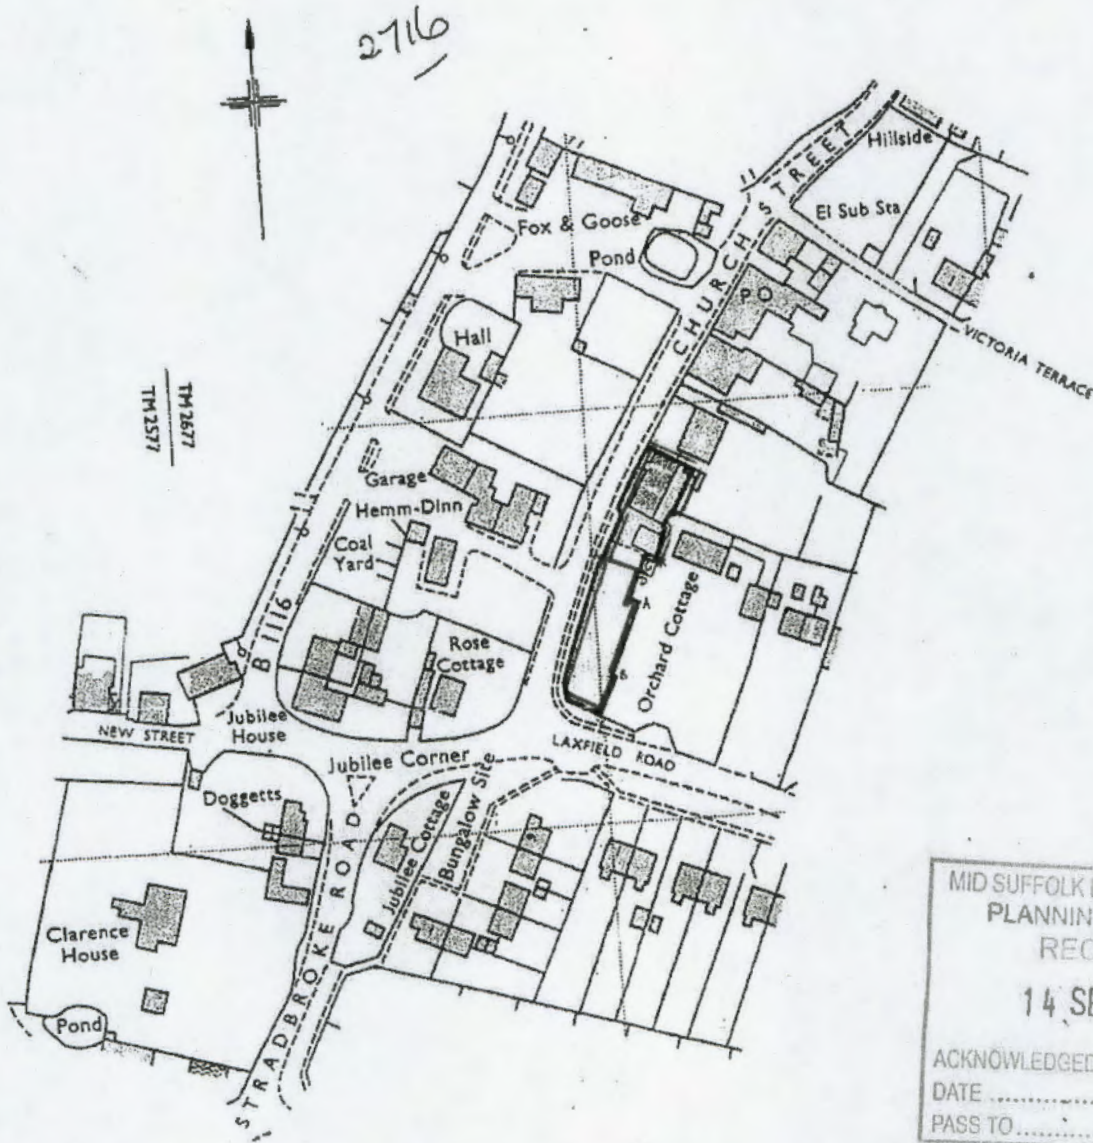 2716
CHURCH STREET
Hillside
El Sub Sta
Fox & Goose
Pond
P O
VICTORIA TERRACE
Hall
TM 2677
TM 2577
Garage
Hemm-Dinn
Coal
Yard
B 1116
Rose
Cottage
Orchard Cottage
A
B
Jubilee
House
NEW STREET
Jubilee Corner
LAXFIELD ROAD
Doggetts
Jubilee Cottage
Bungalow Site
9
1
STRADBROKE ROAD
Clarence
House
Pond
MID SUFFOLK
PLANNIN
REC
14 SE
ACKNOWLEDGED
DATE
PASS TO